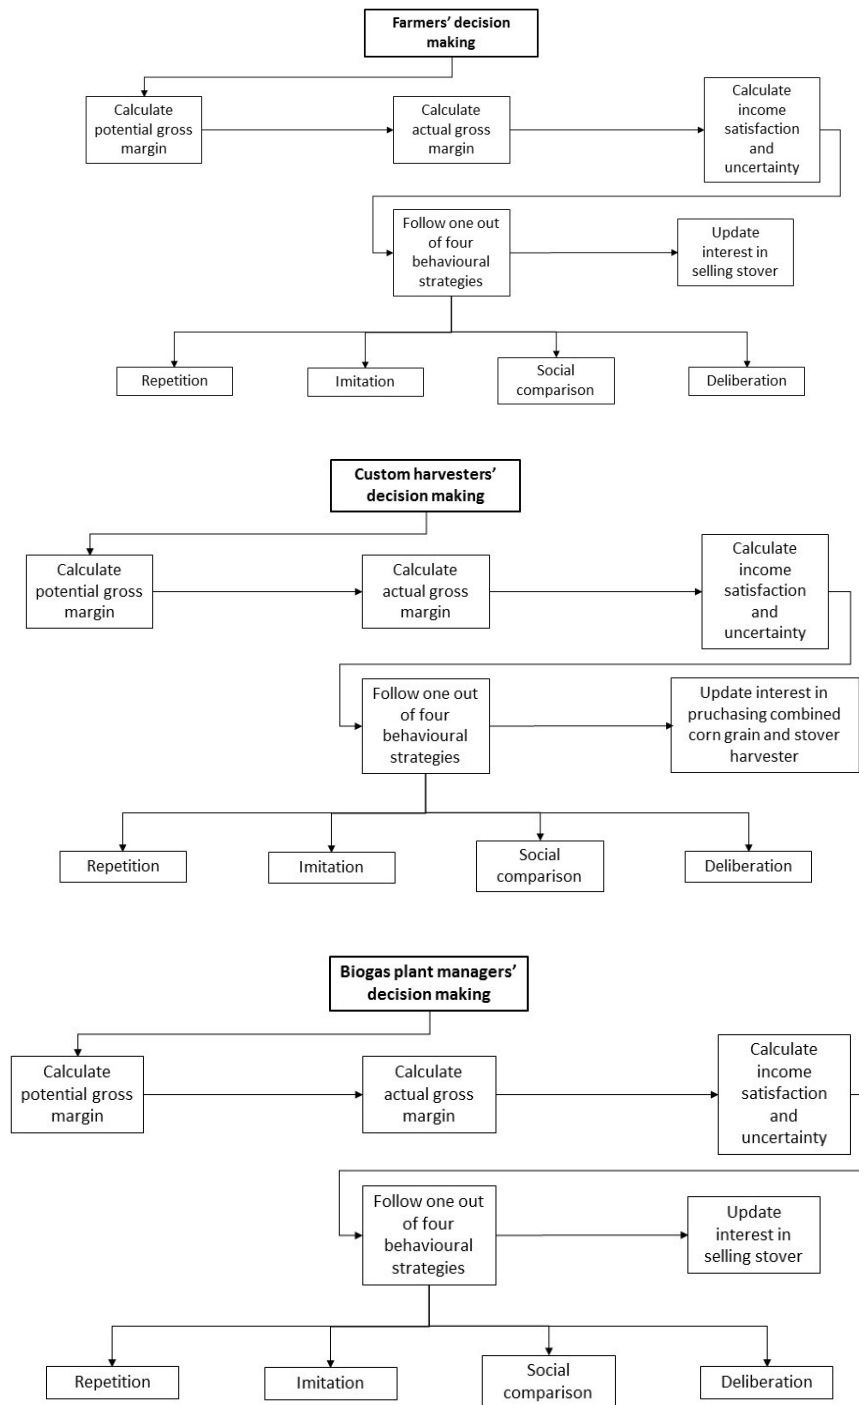 Farmers' decision
making
Calculate
potential gross
margin
Calculate
actual gross
margin
Calculate
income
satisfaction
and
uncertainty
Follow one out
of four
behavioural
strategies
Update
interest in
selling stover
Repetition
Imitation
Social
comparison
Deliberation
Custom harvesters'
decision making
Calculate
potential gross
margin
Calculate
actual gross
margin
Calculate
income
satisfaction
and
uncertainty
Follow one out
of four
behavioural
strategies
Update interest in
pruchasing combined
corn grain and stover
harvester
Repetition
Imitation
Social
comparison
Deliberation
Biogas plant managers'
decision making
Calculate
potential gross
margin
Calculate
actual gross
margin
Calculate
income
satisfaction
and
uncertainty
Follow one out
of four
behavioural
strategies
Update
interest in
selling stover
Repetition
Imitation
Social
comparison
Deliberation